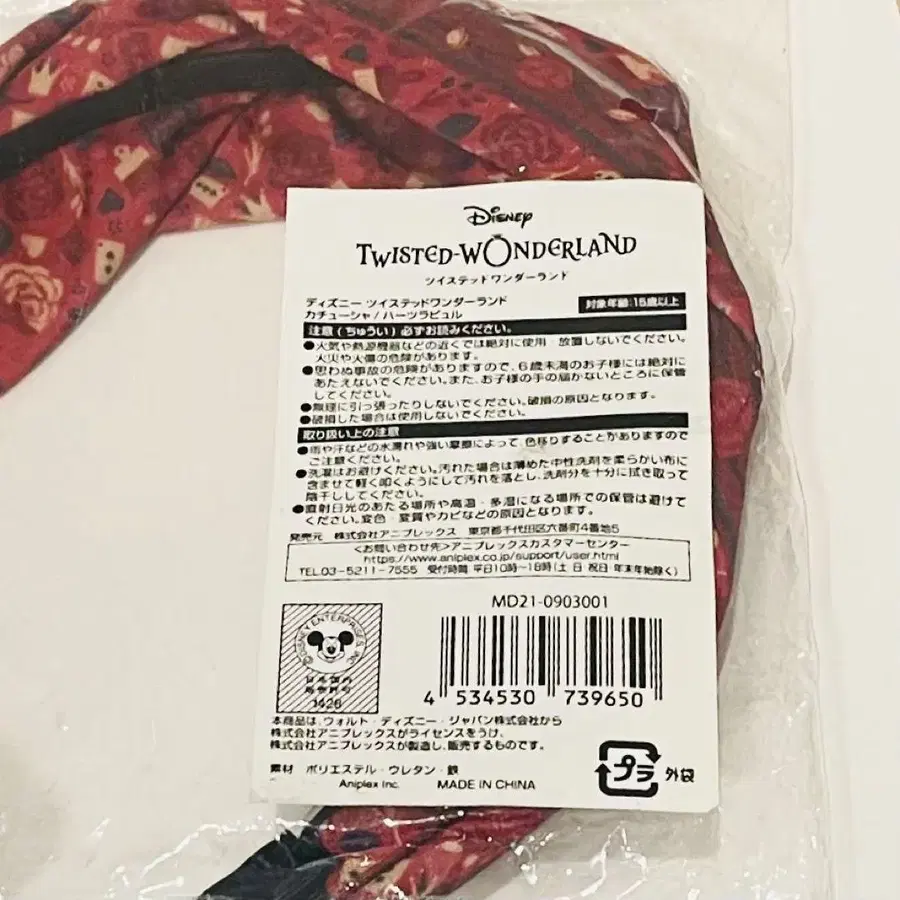 Disney
TWISTED-WONDERLAND
ツイステッドワンダーランド
ディズニー ツイステッドワンダーランド
カチューシャ/ハーツラビュル
対象年齢:15歳以上
注意(ちゅうい)必ずお読みください。
●火気や熱源機器などの近くでは絶対に使用・放置しないでください。
火災や火傷の危険があります。
●思わぬ事故の危険がありますので、6歳未満のお子様には絶対に
あたえないでください。また、お子様の手の届かないところに保管
してください。
●無理に引っ張ったりしないでください。破損の原因となります。
●破損した場合は使用しないでください。
取り扱い上の注意
●雨や汗などの水濡れや強い摩擦によって、色移りすることがありますので
ご注意ください。
●洗濯はお避けください。汚れた場合は薄めた中性洗剤を柔らかい布に
含ませて軽く叩くようにして汚れを落とし、洗剤分を十分に拭き取って
陰干ししてください。
●直射日光のあたる場所や高温・多湿になる場所での保管は避けて
ください。変色・変質やカビなどの原因となります。
発売元 株式会社アニプレックス 東京都千代田区六番町4番地5
<お問い合わせ先>アニプレックスカスタマーセンター
https://www.aniplex.co.jp/support/user.html
TEL.03-5211-7555 受付時間 平日10時~18時(土・日・祝日・年末年始除く)
MD21-0903001
©DISNEY ENTERPRISES, INC.
日本国内
販売許可
1426
4 534530 739650
本商品は、ウォルト・ディズニー・ジャパン株式会社から
株式会社アニプレックスがライセンスをうけ、
株式会社アニプレックスが製造し、販売するものです。
プラ 外袋
素材 ポリエステル・ウレタン・鉄
Aniplex Inc. MADE IN CHINA